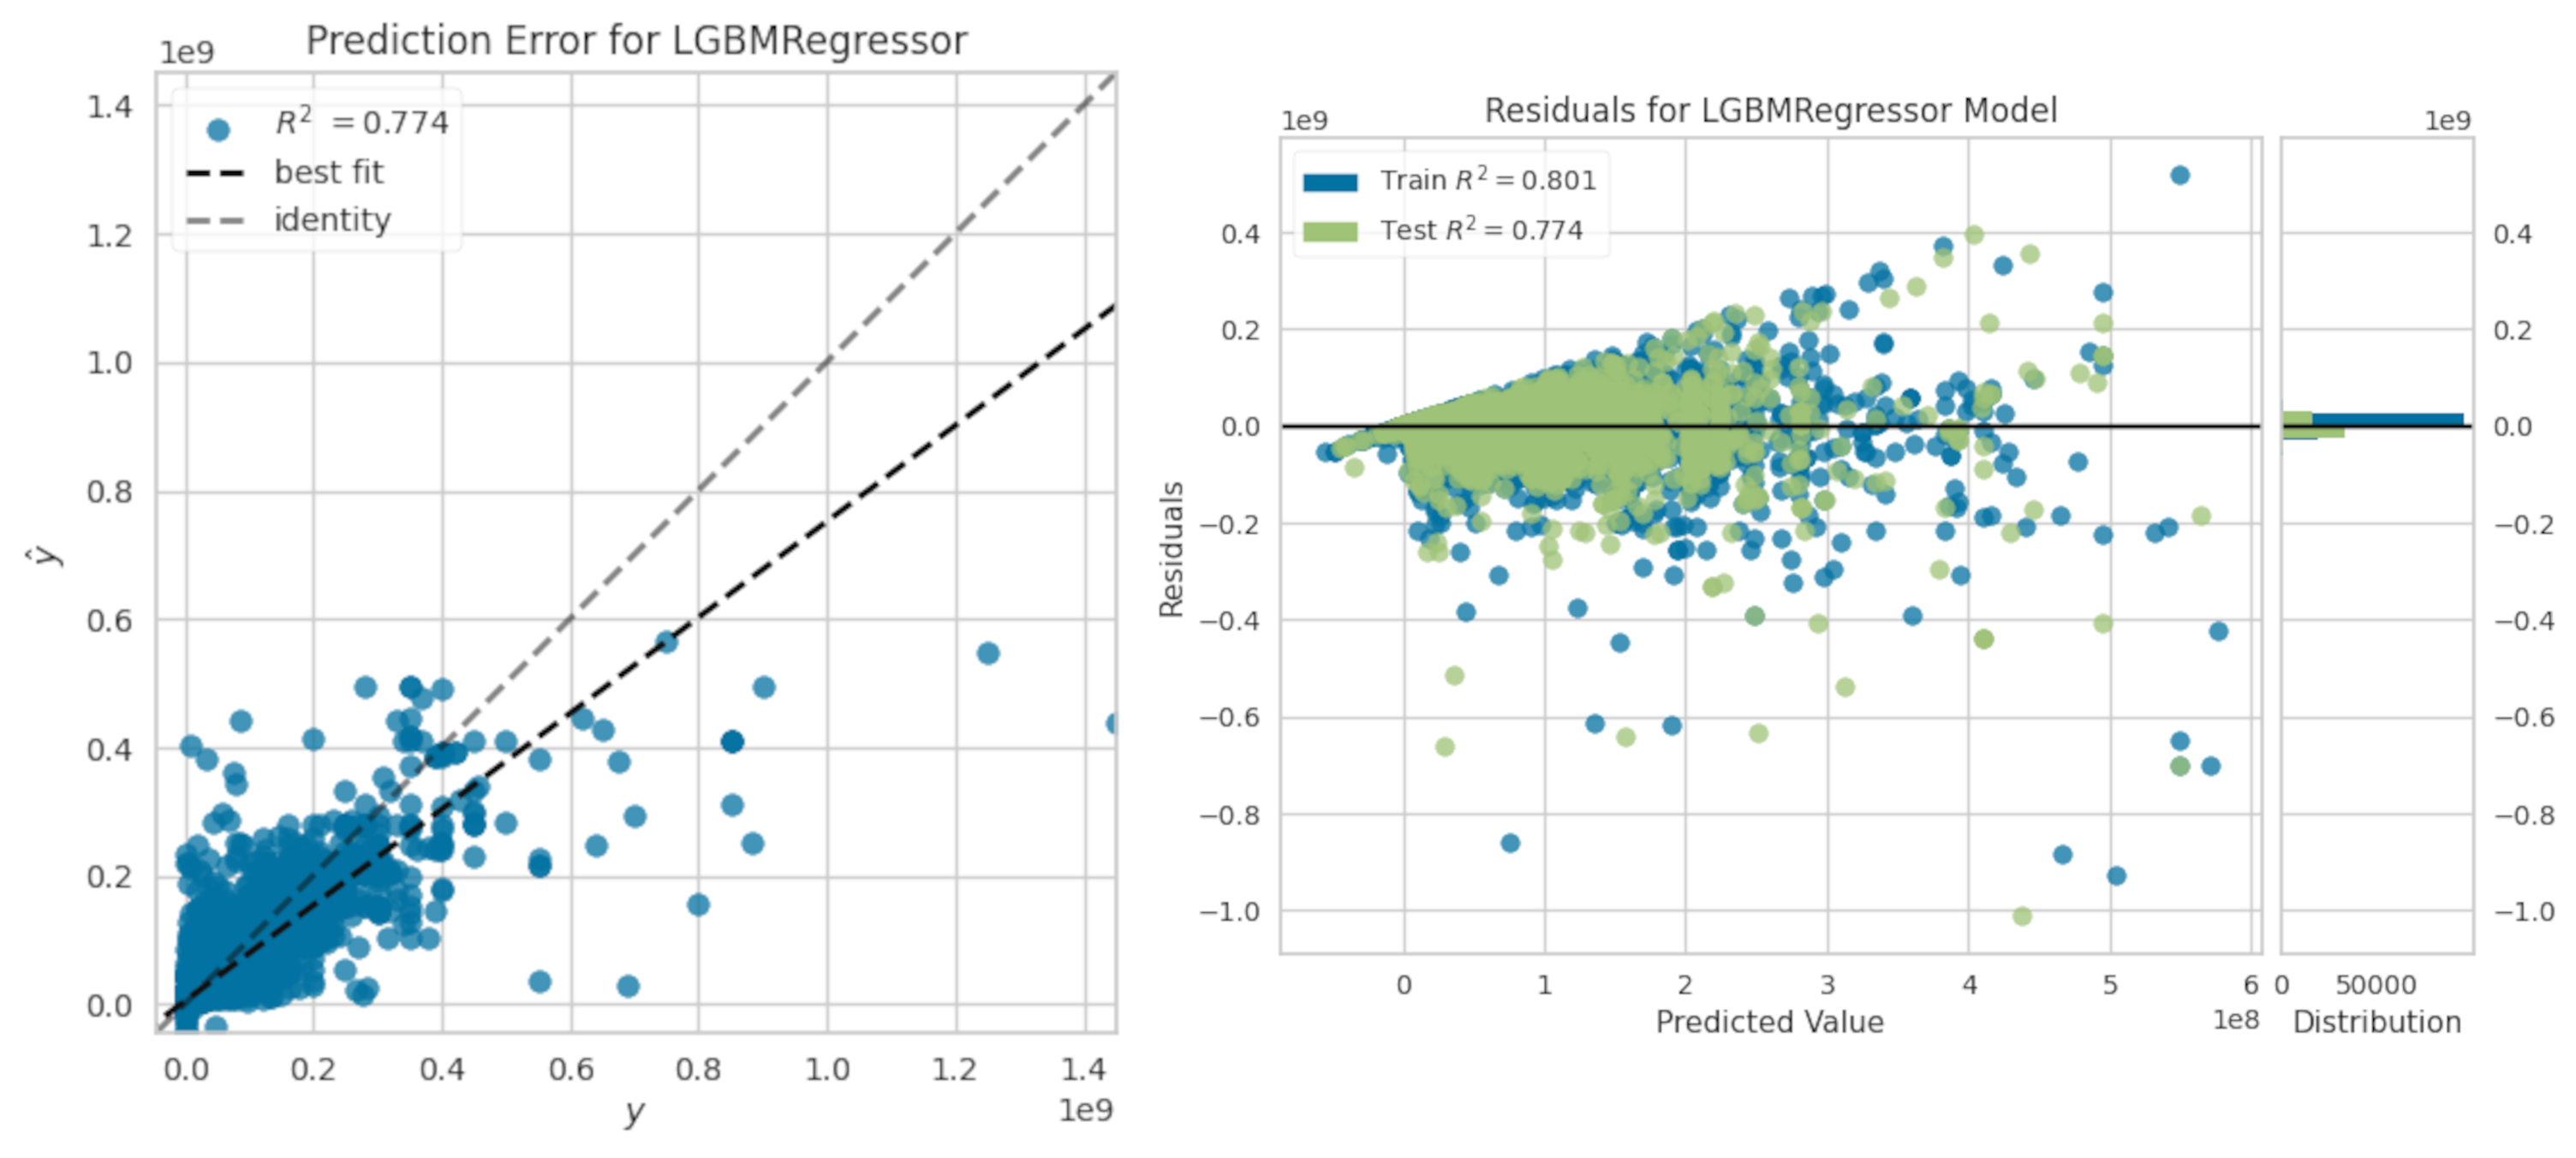 Prediction Error for LGBMRegressor
1e9
1.4
1.2
1.0
0.8
0.6
0.4
0.2
0.0
ŷ
R² = 0.774
best fit
identity
0.0 0.2 0.4 0.6 0.8 1.0 1.2 1.4
y
1e9
Residuals for LGBMRegressor Model
1e9
1e9
Train R² = 0.801
Test R² = 0.774
0.4
0.2
0.0
−0.2
−0.4
−0.6
−0.8
−1.0
Residuals
0.4
0.2
0.0
−0.2
−0.4
−0.6
−0.8
−1.0
0 1 2 3 4 5 6
Predicted Value
1e8
0 50000
Distribution